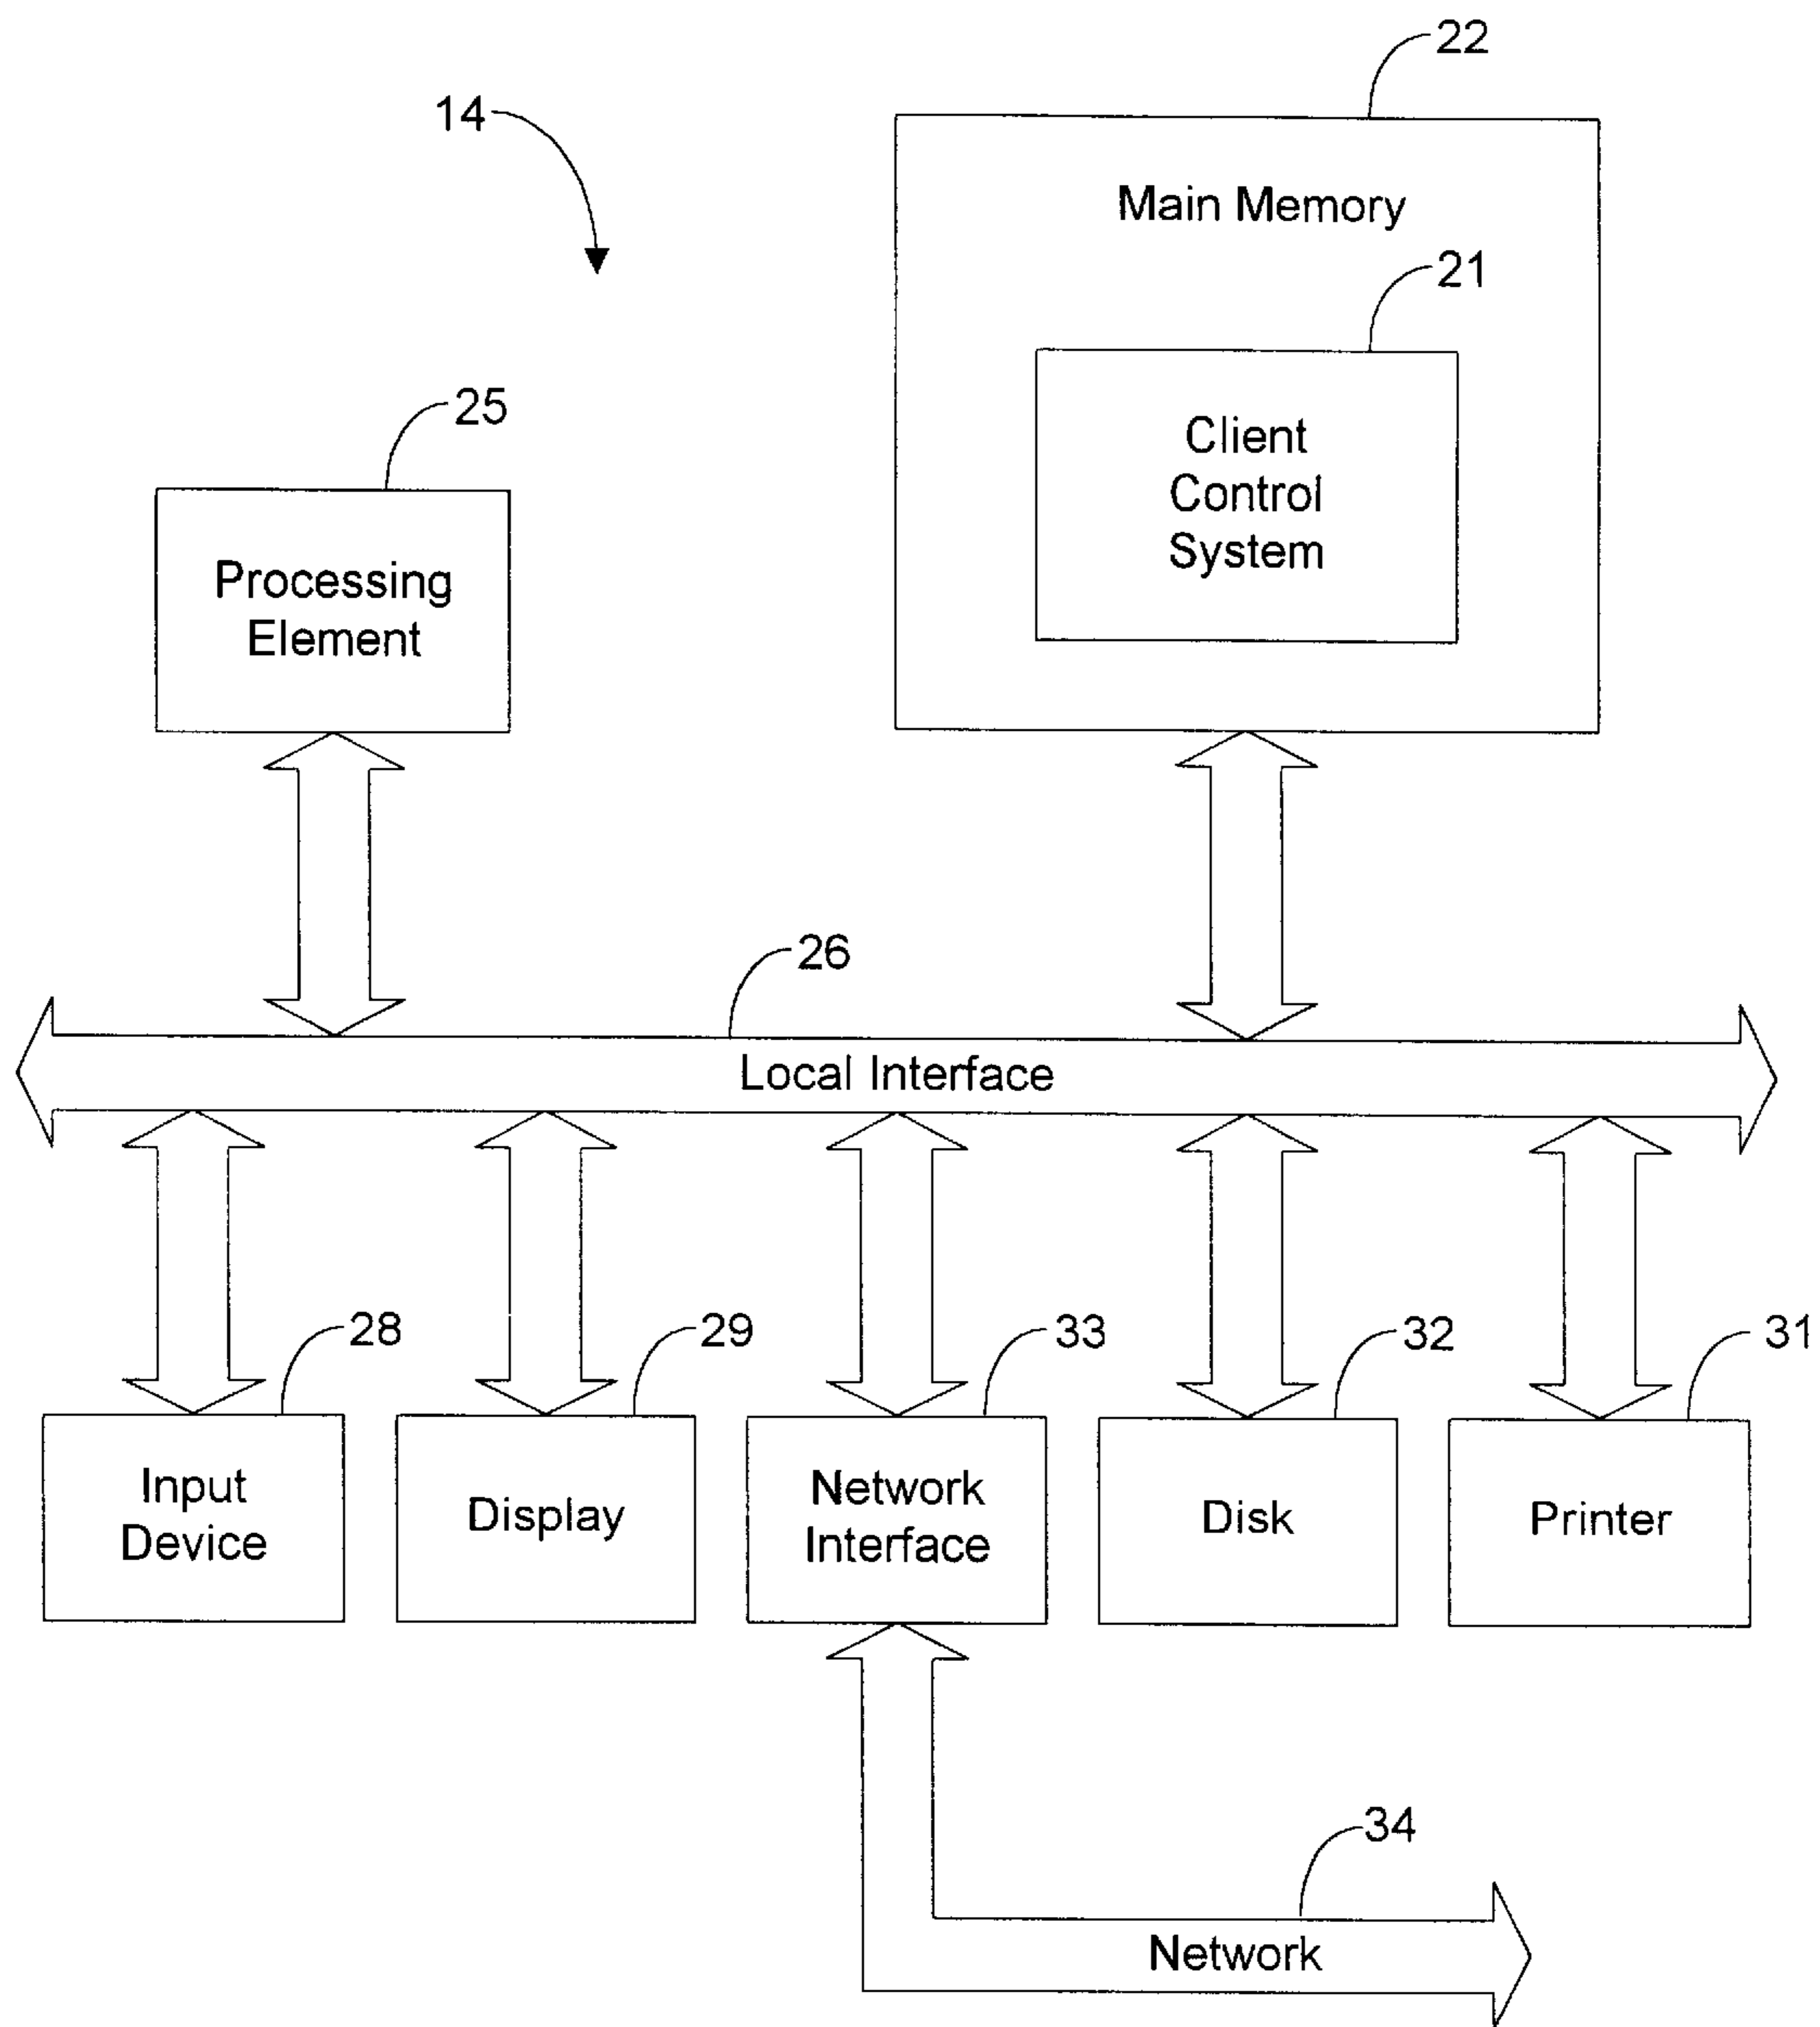 22
14
Main Memory
21
Client
Control
System
25
Processing
Element
26
Local Interface
28
29
33
32
31
Input
Device
Display
Network
Interface
Disk
Printer
34
Network